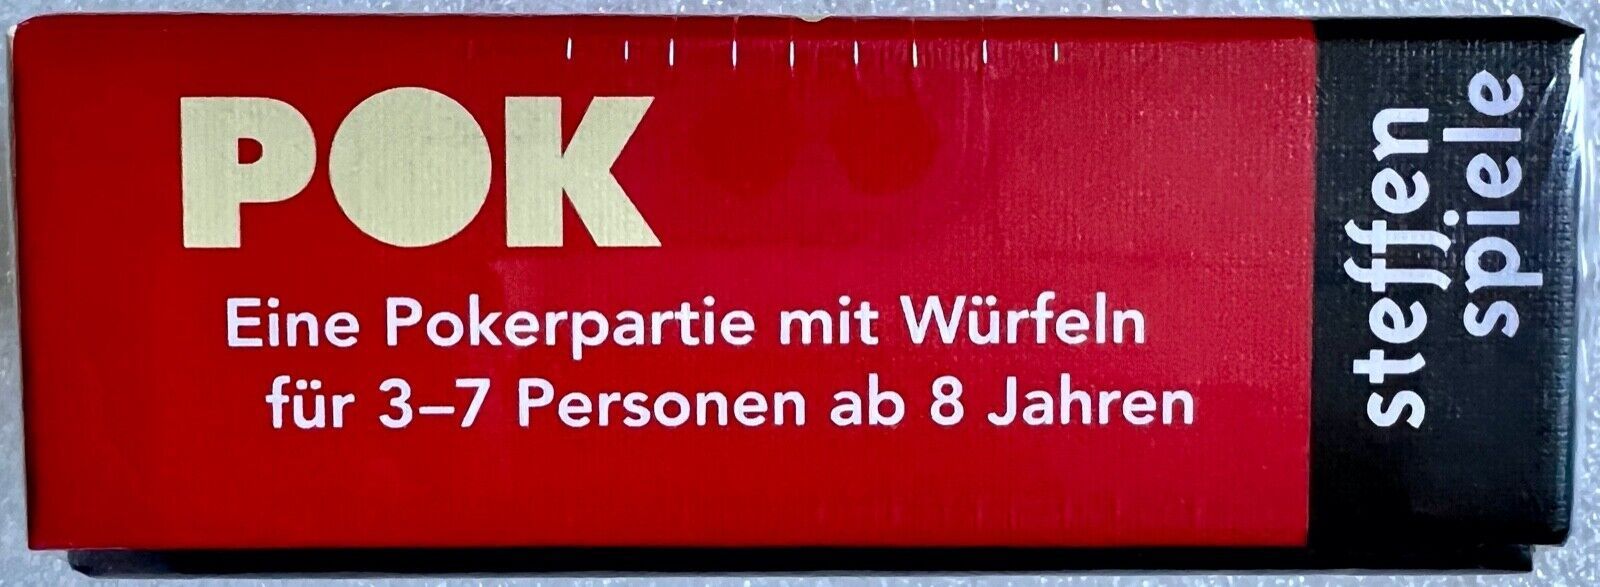 POK
Eine Pokerpartie mit Würfeln
für 3–7 Personen ab 8 Jahren
steffen
spiele